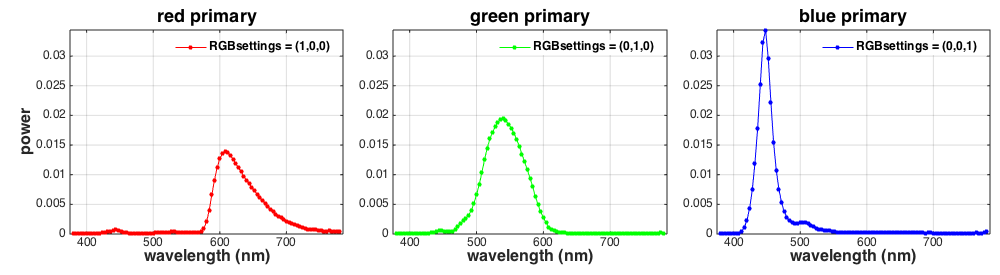 red primary
green primary
blue primary
RGBsettings = (1,0,0)
RGBsettings = (0,1,0)
RGBsettings = (0,0,1)
power
0.03
0.025
0.02
0.015
0.01
0.005
0
400 500 600 700
wavelength (nm)
0.03
0.025
0.02
0.015
0.01
0.005
0
400 500 600 700
wavelength (nm)
0.03
0.025
0.02
0.015
0.01
0.005
0
400 500 600 700
wavelength (nm)